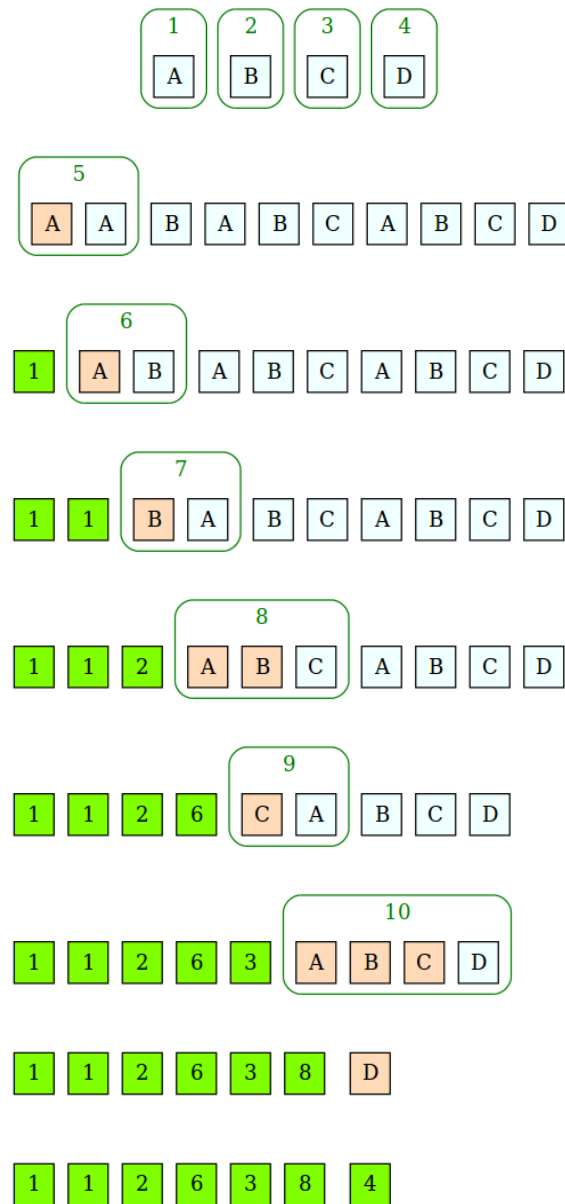 1 2 3 4
A B C D
5
A A B A B C A B C D
6
1 A B A B C A B C D
7
1 1 B A B C A B C D
8
1 1 2 A B C A B C D
9
1 1 2 6 C A B C D
10
1 1 2 6 3 A B C D
1 1 2 6 3 8 D
1 1 2 6 3 8 4